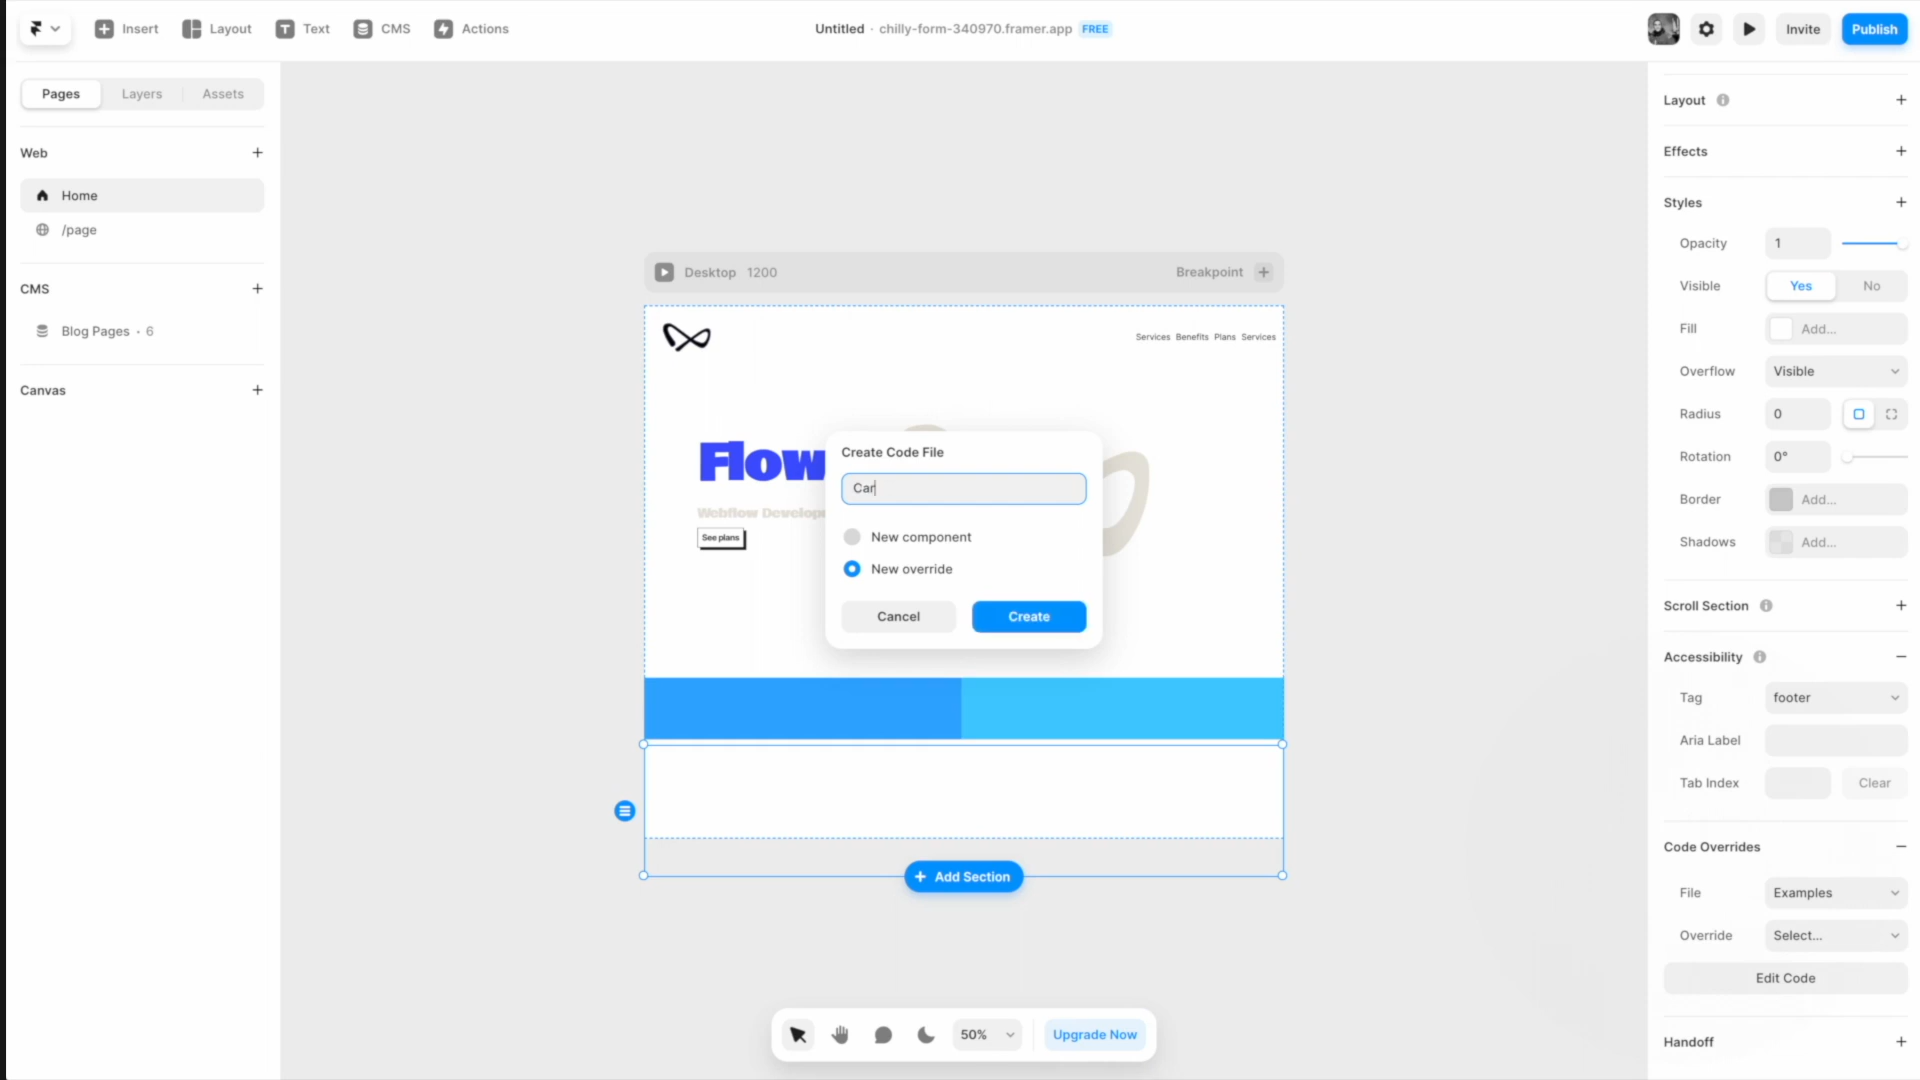 Insert
Layout
Text
CMS
Actions
Untitled · chilly-form-340970.framer.app FREE
Invite
Publish
Pages
Layers
Assets
Web
Home
/page
CMS
Blog Pages · 6
Canvas
Desktop 1200
Breakpoint
Services Benefits Plans Services
Flow
Webflow Develop
See plans
Create Code File
Car
New component
New override
Cancel
Create
Add Section
50%
Upgrade Now
Layout
Effects
Styles
Opacity 1
Visible Yes No
Fill Add...
Overflow Visible
Radius 0
Rotation 0°
Border Add...
Shadows Add...
Scroll Section
Accessibility
Tag footer
Aria Label
Tab Index Clear
Code Overrides
File Examples
Override Select...
Edit Code
Handoff